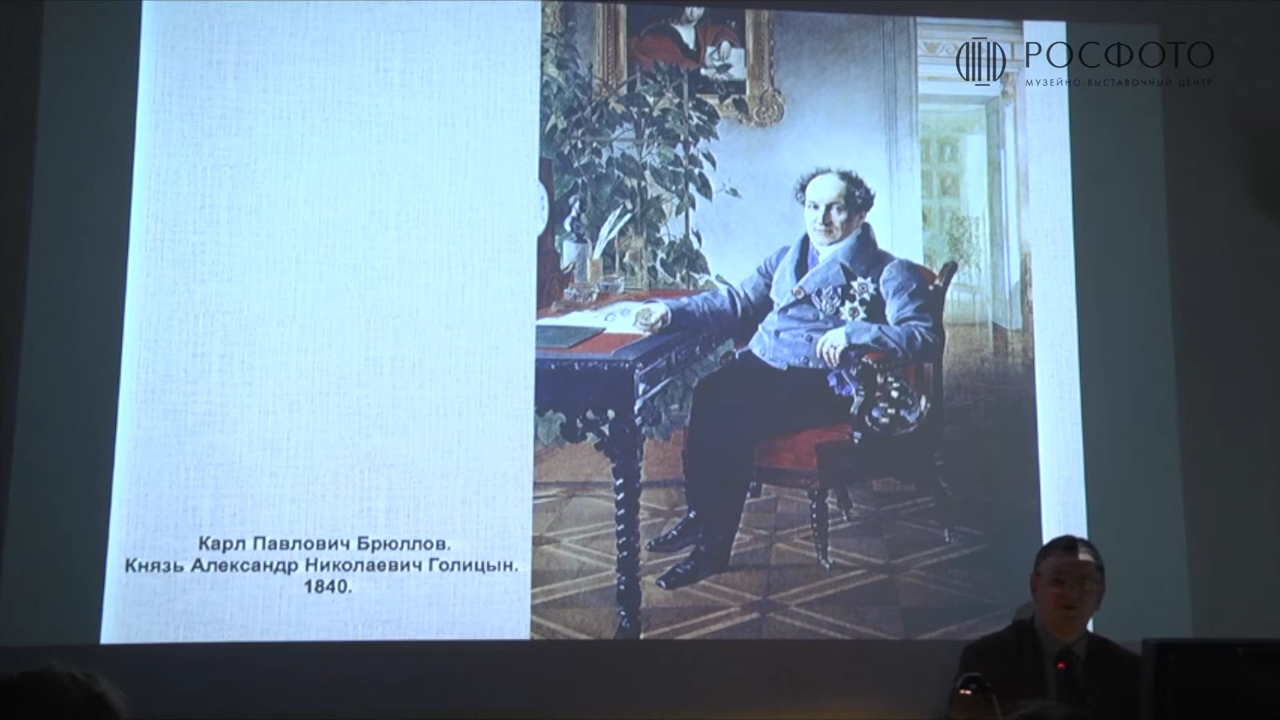 РОСФОТО
МУЗЕЙНО-ВЫСТАВОЧНЫЙ ЦЕНТР
Карл Павлович Брюллов.
Князь Александр Николаевич Голицын.
1840.